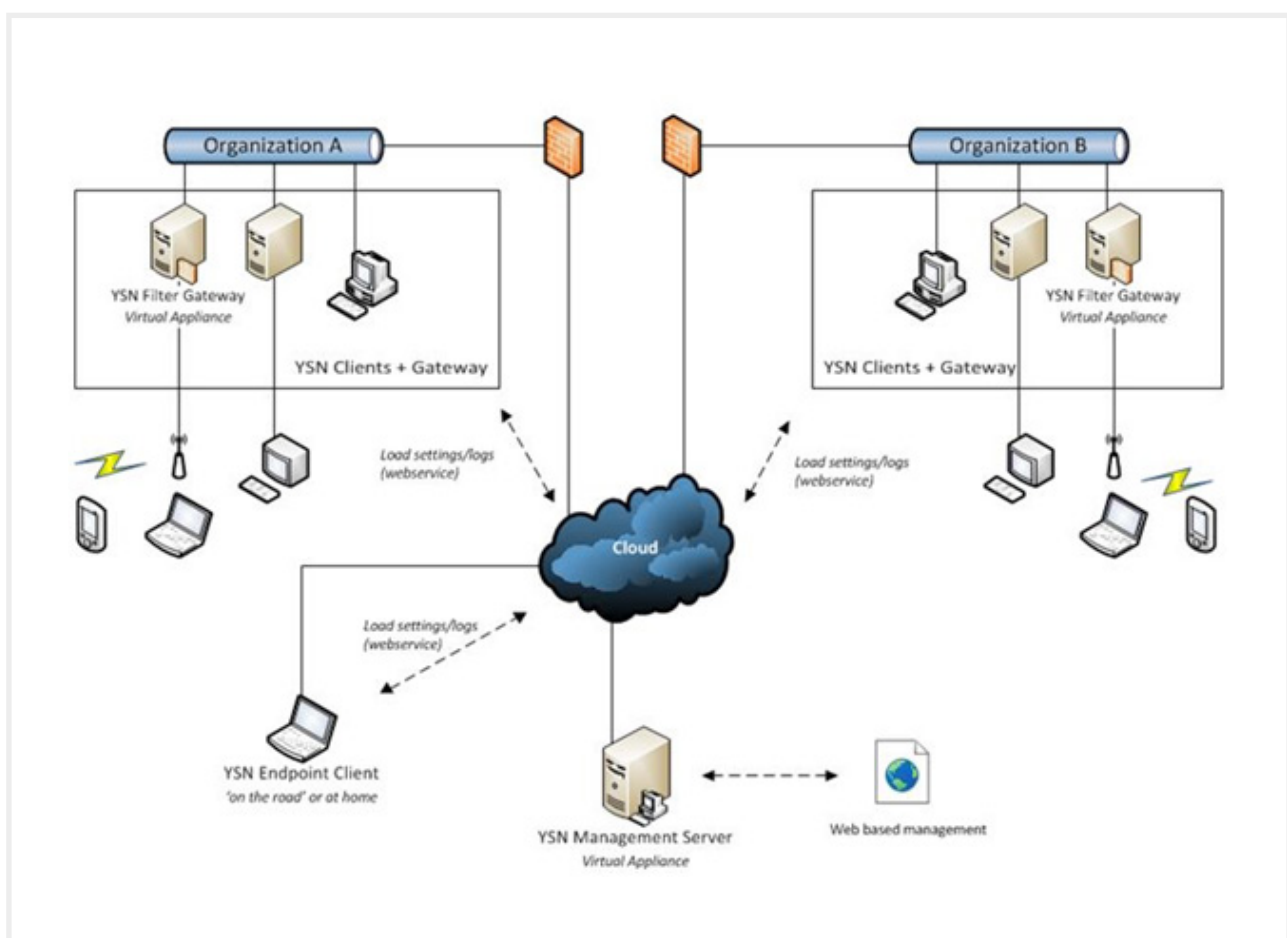 Organization A
Organization B
YSN Filter Gateway
Virtual Appliance
YSN Clients + Gateway
YSN Filter Gateway
Virtual Appliance
YSN Clients + Gateway
Load settings/logs
(webservice)
Load settings/logs
(webservice)
Cloud
Load settings/logs
(webservice)
YSN Endpoint Client
'on the road' or at home
YSN Management Server
Virtual Appliance
Web based management